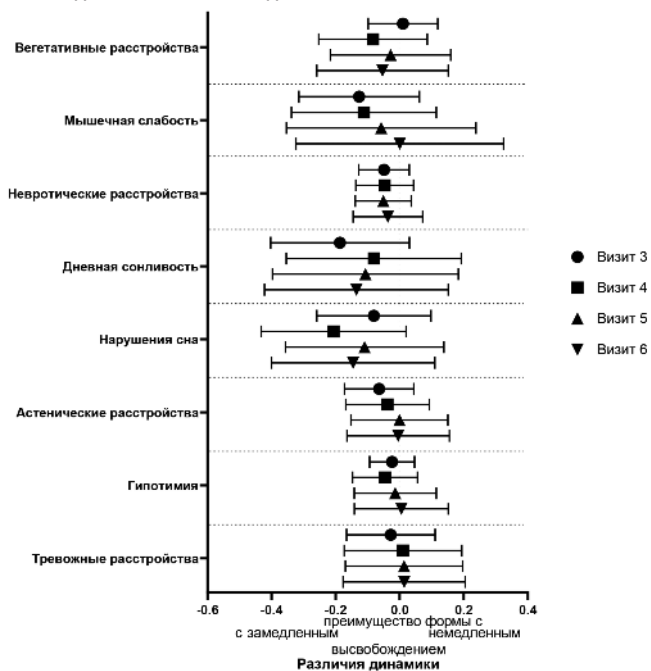 Вегетативные расстройства
Мышечная слабость
Невротические расстройства
Дневная сонливость
Нарушения сна
Астенические расстройства
Гипотимия
Тревожные расстройства
Визит 3
Визит 4
Визит 5
Визит 6
-0.6 -0.4 -0.2 0.0 0.2 0.4
преимущество формы с
с замедленным немедленным
высвобождением
Различия динамики